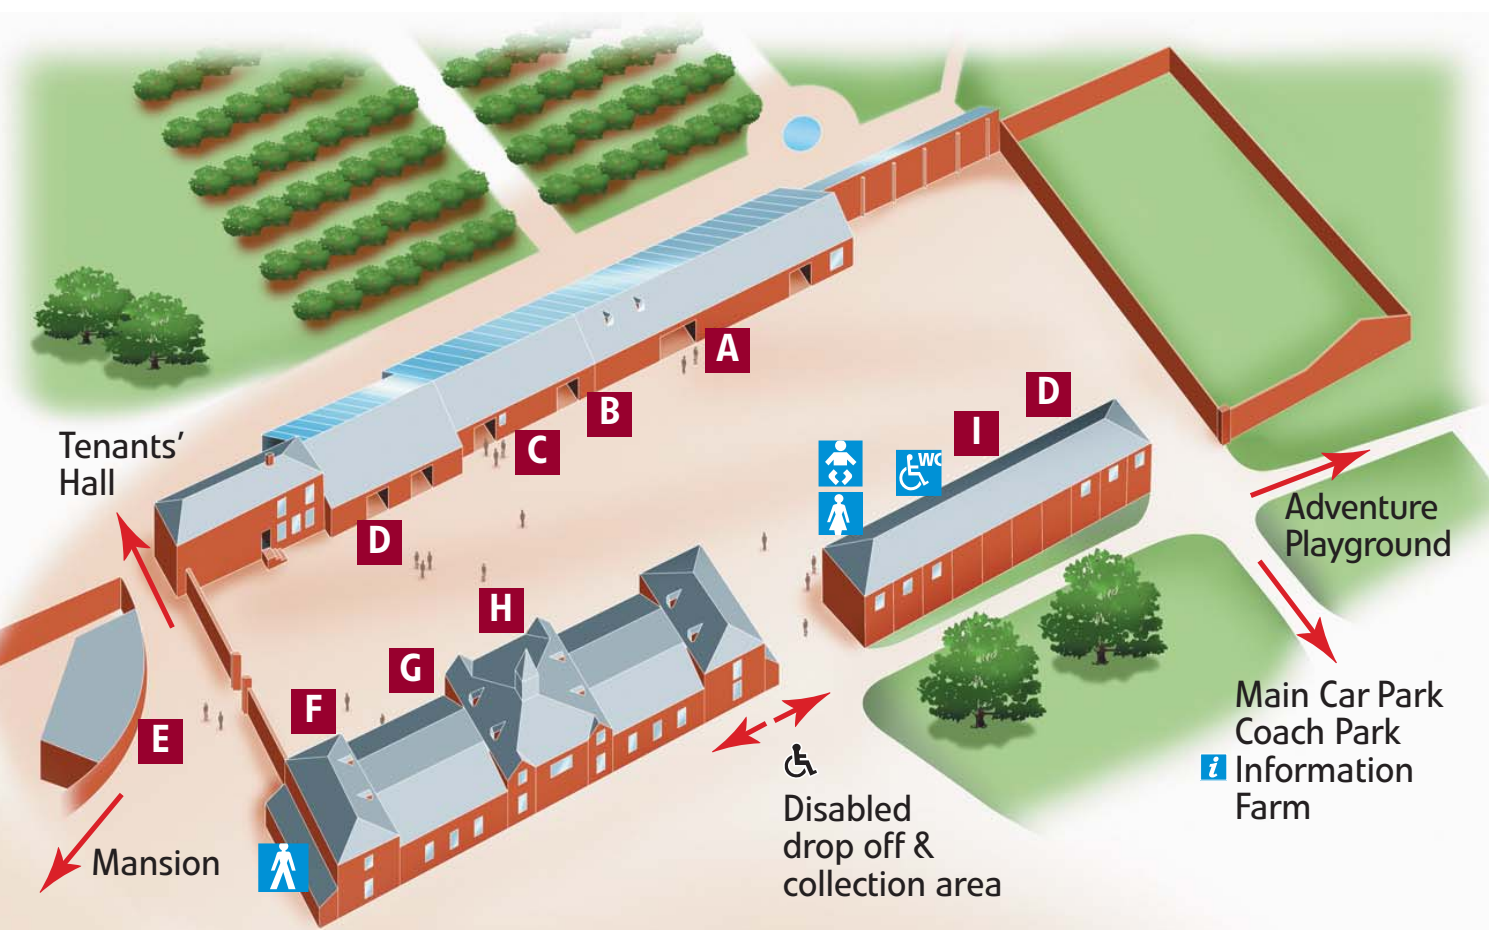 A
B
C
D
D
I
WC
Tenants’
Hall
H
G
F
E
Adventure
Playground
Main Car Park
Coach Park
i Information
Farm
Disabled
drop off &
collection area
Mansion